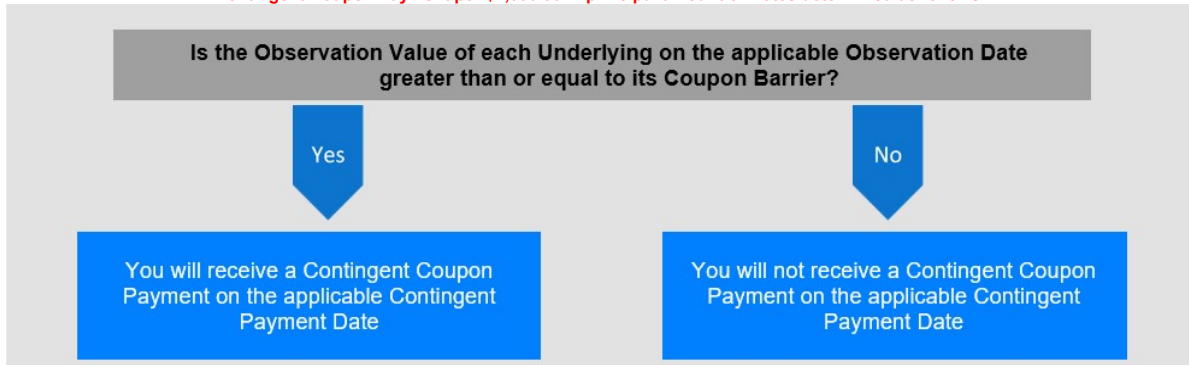 Is the Observation Value of each Underlying on the applicable Observation Date
greater than or equal to its Coupon Barrier?
Yes
No
You will receive a Contingent Coupon
Payment on the applicable Contingent
Payment Date
You will not receive a Contingent Coupon
Payment on the applicable Contingent
Payment Date